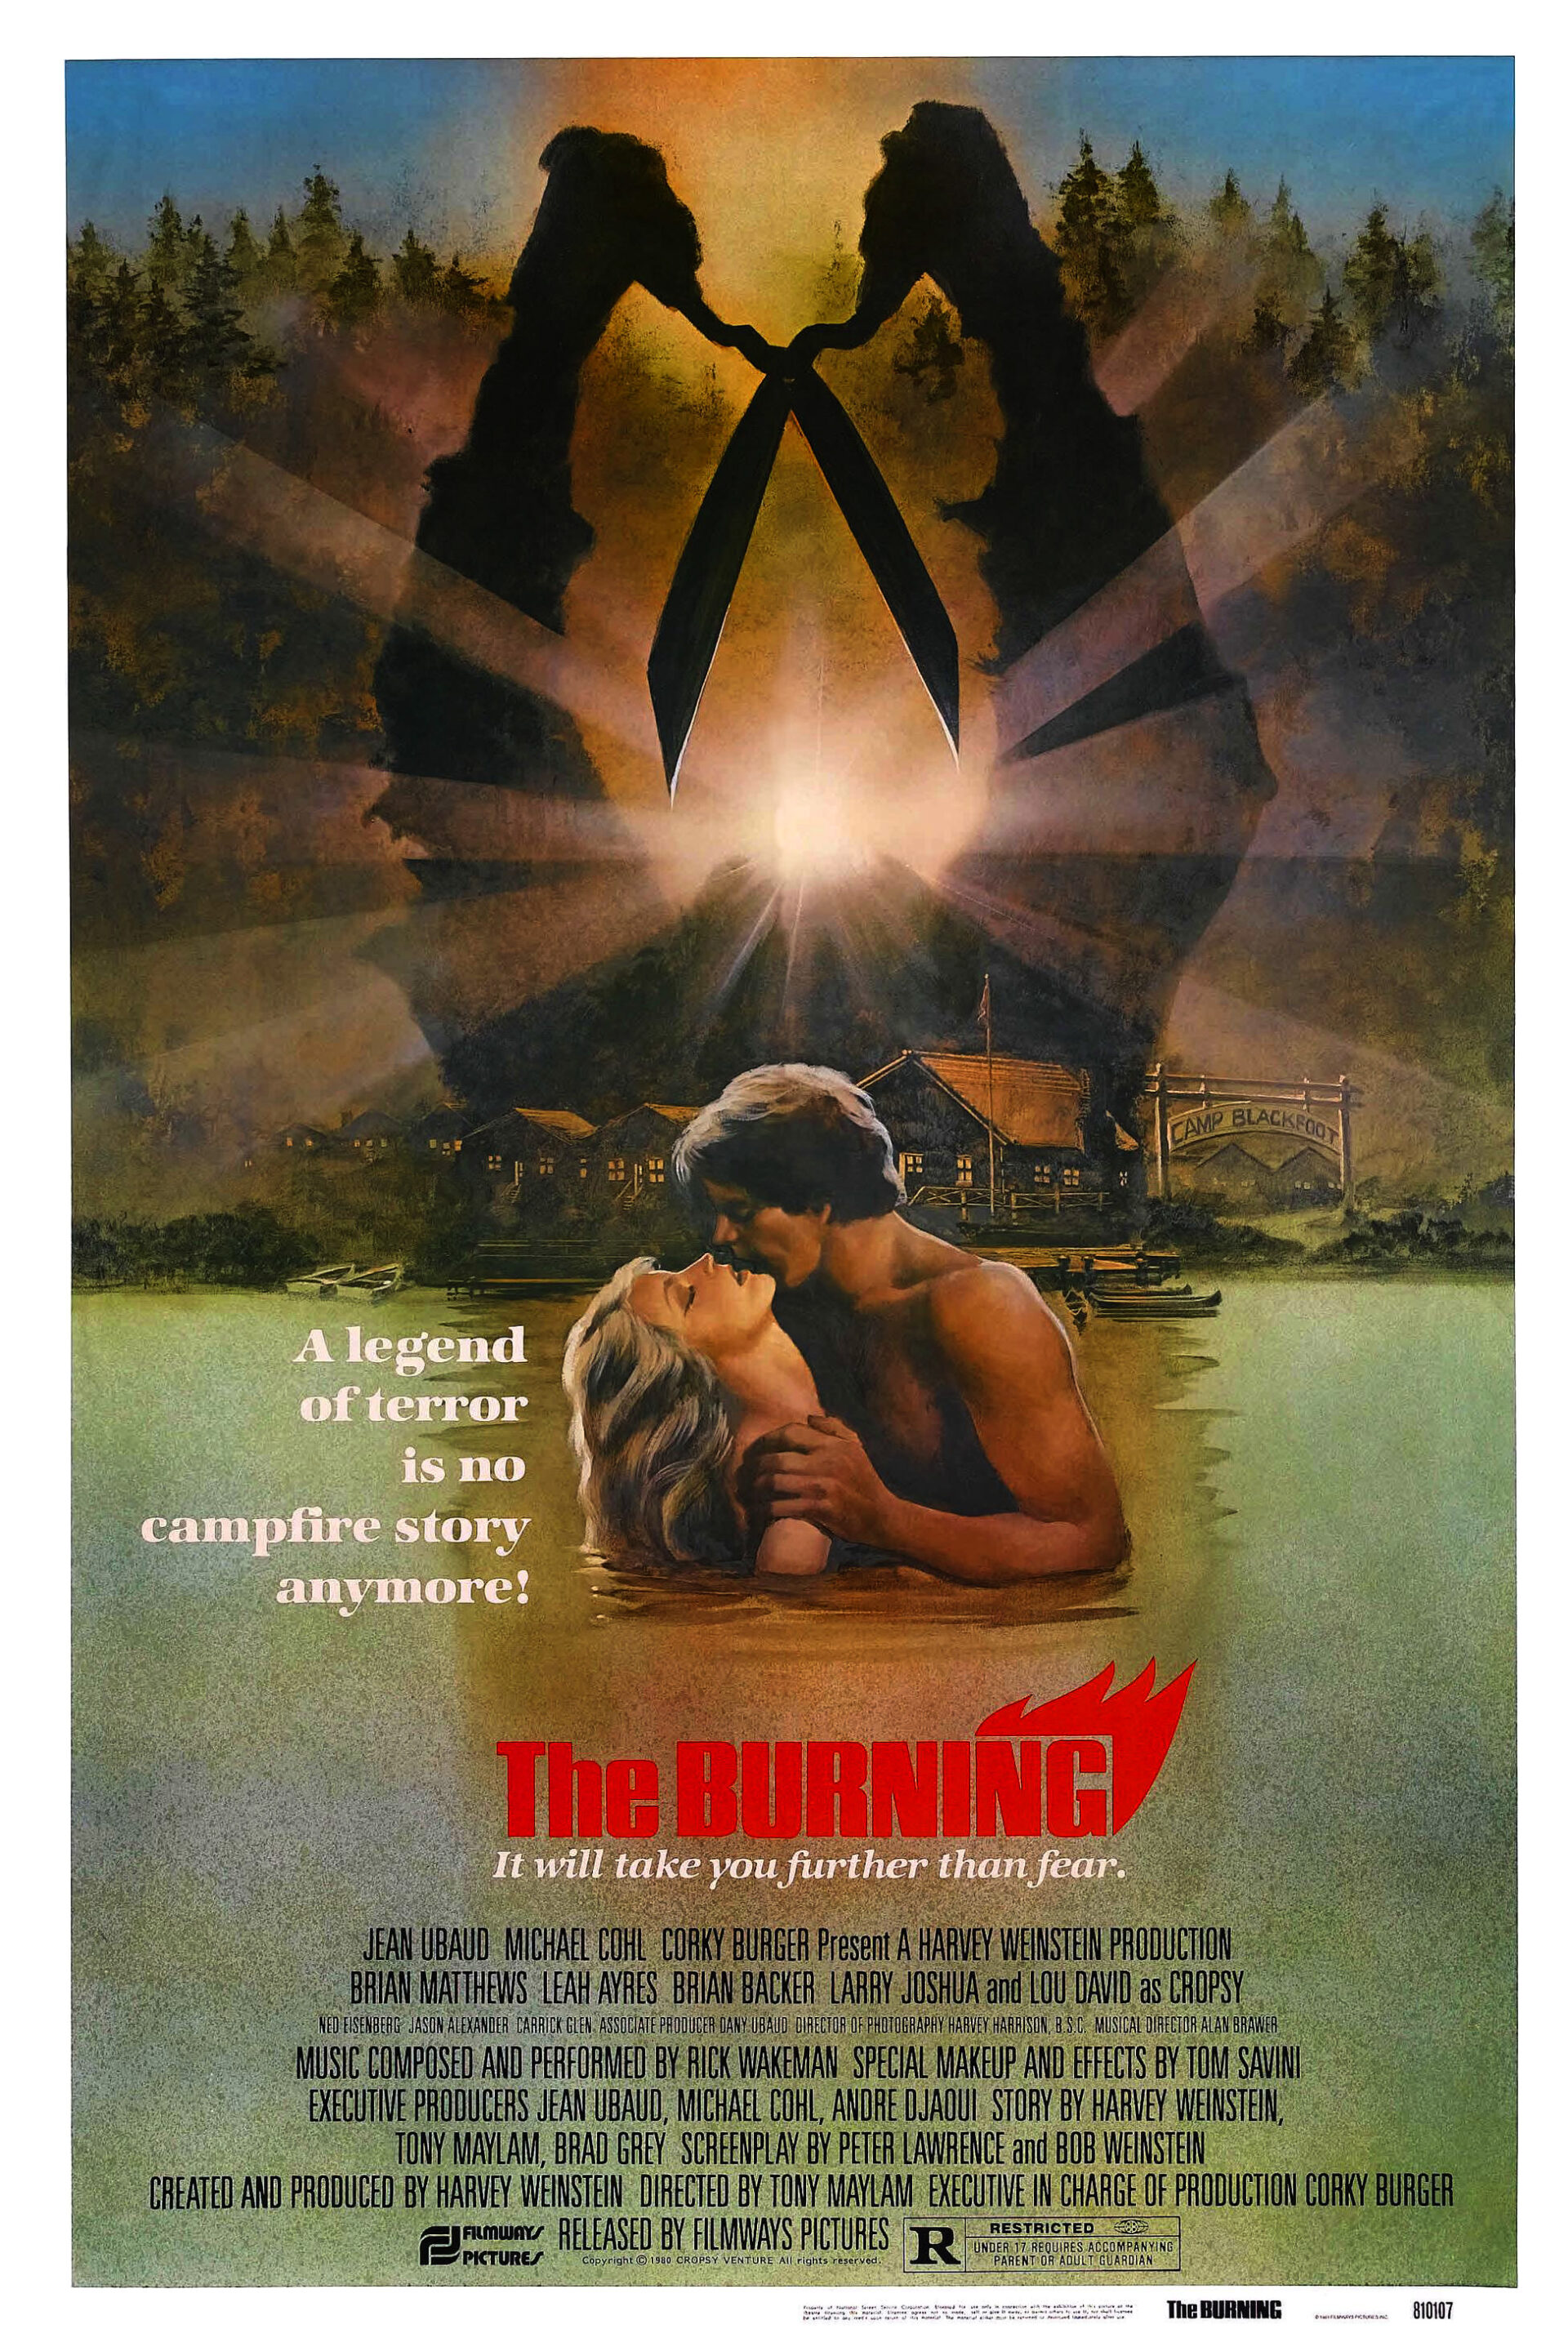 CAMP BLACKFOOT
A legend
of terror
is no
campfire story
anymore!
The BURNING
It will take you further than fear.
JEAN UBAUD MICHAEL COHL CORKY BURGER Present A HARVEY WEINSTEIN PRODUCTION
BRIAN MATTHEWS LEAH AYRES BRIAN BACKER LARRY JOSHUA and LOU DAVID as CROPSY
NED EISENBERG JASON ALEXANDER CARRICK GLEN ASSOCIATE PRODUCER DANY UBAUD DIRECTOR OF PHOTOGRAPHY HARVEY HARRISON, B.S.C. MUSICAL DIRECTOR ALAN BRAWER
MUSIC COMPOSED AND PERFORMED BY RICK WAKEMAN SPECIAL MAKEUP AND EFFECTS BY TOM SAVINI
EXECUTIVE PRODUCERS JEAN UBAUD, MICHAEL COHL, ANDRE DJAOUI STORY BY HARVEY WEINSTEIN,
TONY MAYLAM, BRAD GREY SCREENPLAY BY PETER LAWRENCE and BOB WEINSTEIN
CREATED AND PRODUCED BY HARVEY WEINSTEIN DIRECTED BY TONY MAYLAM EXECUTIVE IN CHARGE OF PRODUCTION CORKY BURGER
FILMWAYS
PICTURES
RELEASED BY FILMWAYS PICTURES
Copyright © 1980 CROPSY VENTURE All rights reserved.
R
RESTRICTED
UNDER 17 REQUIRES ACCOMPANYING
PARENT OR ADULT GUARDIAN
The BURNING
810107